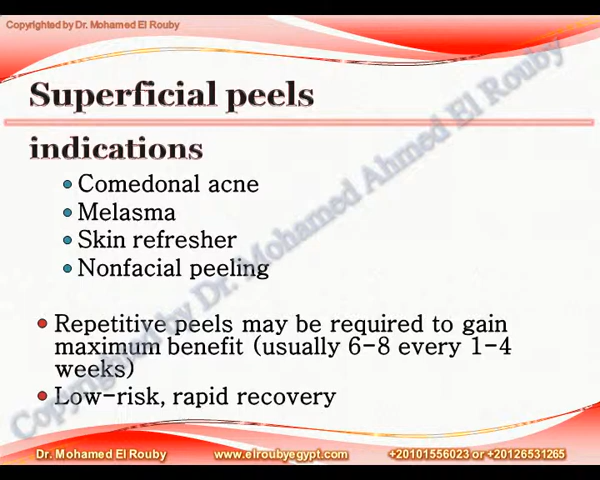 Copyrighted by Dr. Mohamed El Rouby
Superficial peels
indications
Comedonal acne
Melasma
Skin refresher
Nonfacial peeling
Repetitive peels may be required to gain
maximum benefit (usually 6-8 every 1-4
weeks)
Low-risk, rapid recovery
Copyrighted by Dr. Mohamed Ahmed El Rouby
Dr. Mohamed El Rouby www.elroubyegypt.com +20101556023 or +20126531265